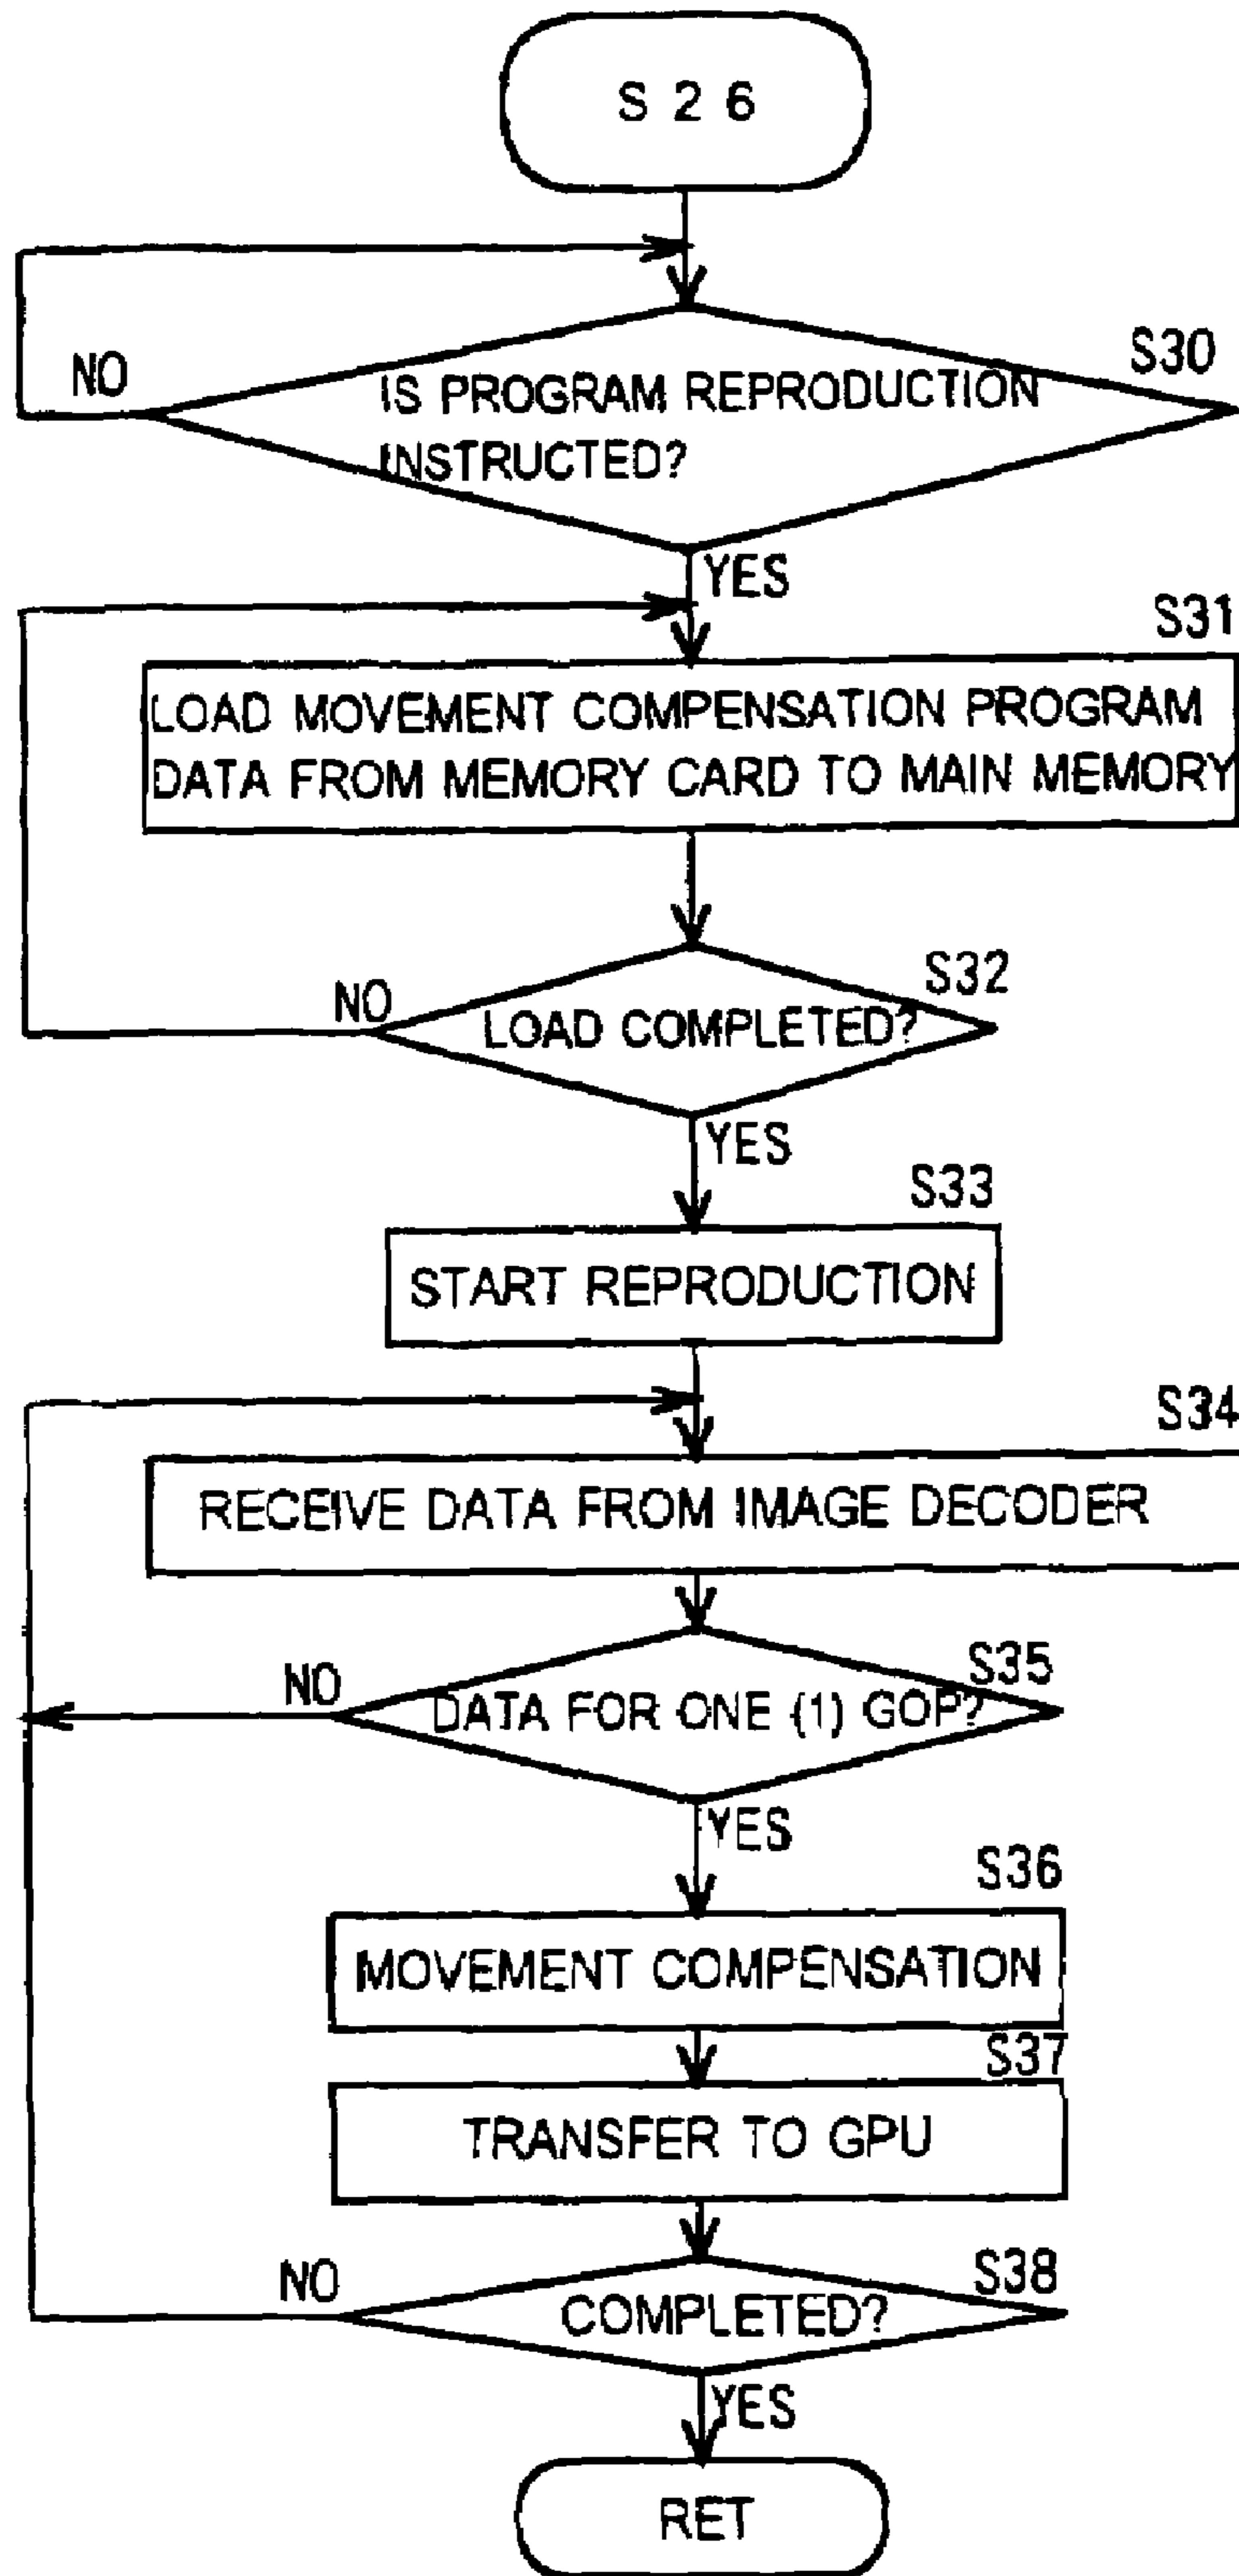 S 2 6
S30
NO
IS PROGRAM REPRODUCTION
INSTRUCTED?
YES
S31
LOAD MOVEMENT COMPENSATION PROGRAM
DATA FROM MEMORY CARD TO MAIN MEMORY
S32
NO
LOAD COMPLETED?
YES
S33
START REPRODUCTION
S34
RECEIVE DATA FROM IMAGE DECODER
S35
NO
DATA FOR ONE (1) GOP?
YES
S36
MOVEMENT COMPENSATION
S37
TRANSFER TO GPU
S38
NO
COMPLETED?
YES
RET